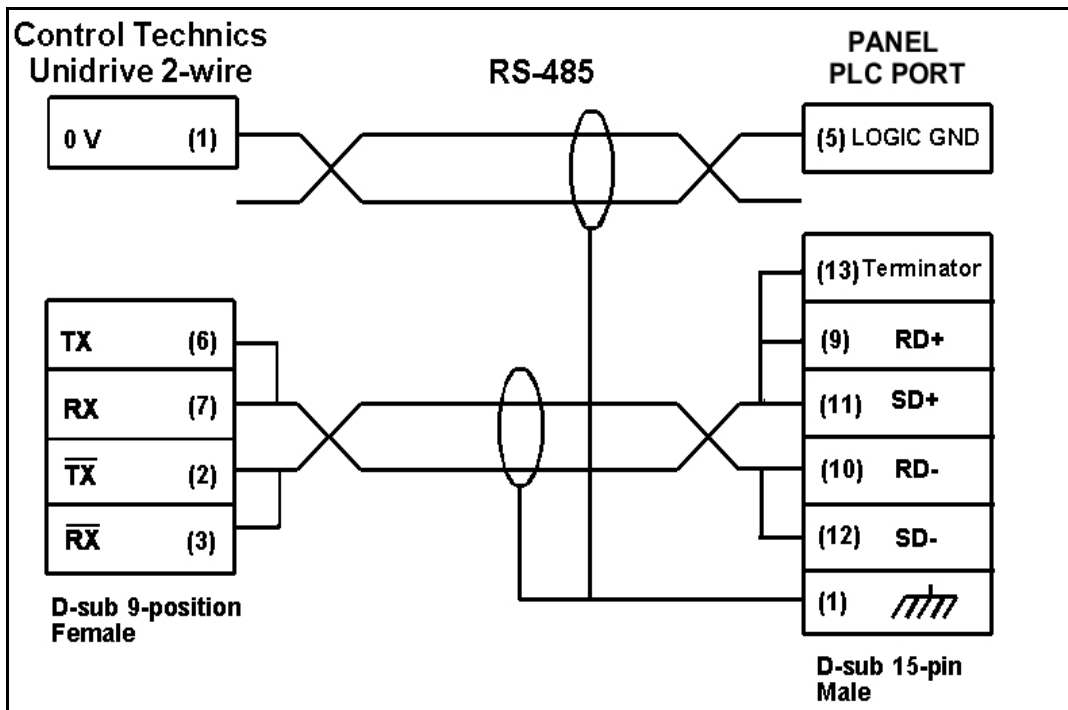 Control Technics
Unidrive 2-wire
RS-485
PANEL
PLC PORT
0 V (1)
(5) LOGIC GND
(13) Terminator
TX (6)
(9) RD+
RX (7)
(11) SD+
T̅X̅ (2)
(10) RD-
R̅X̅ (3)
(12) SD-
(1)
D-sub 9-position
Female
D-sub 15-pin
Male